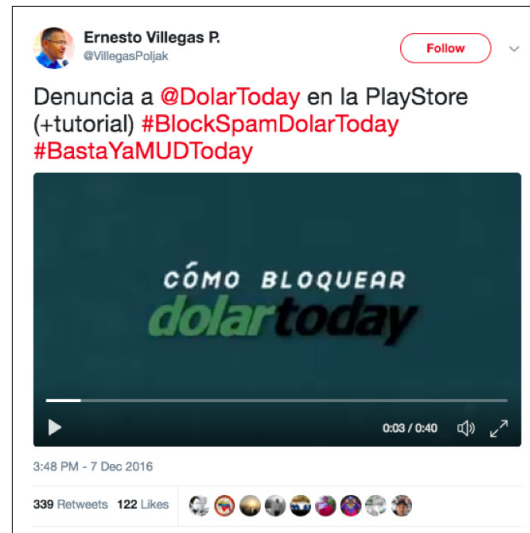 Ernesto Villegas P.
@VillegasPoljak
Follow
Denuncia a @DolarToday en la PlayStore
(+tutorial) #BlockSpamDolarToday
#BastaYaMUDToday
CÓMO BLOQUEAR
dolartoday
0:03 / 0:40
3:48 PM - 7 Dec 2016
339 Retweets 122 Likes